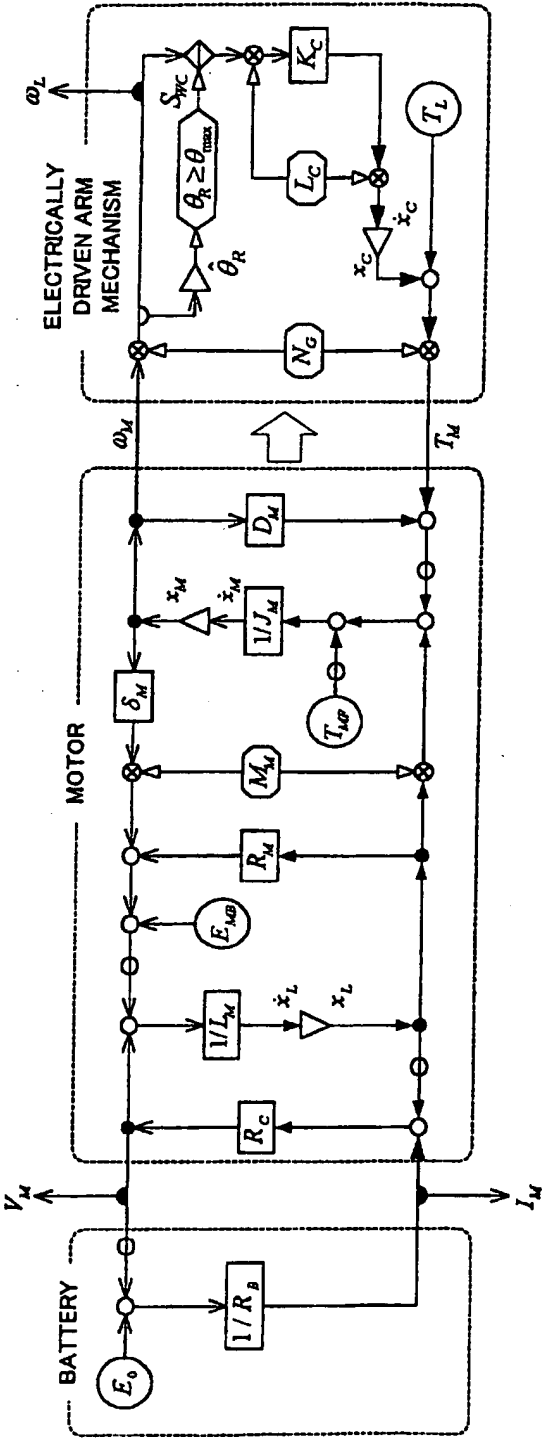 BATTERY
E₀
1/R_B
V_M
I_M
MOTOR
R_C
1/L_M
ẋ_L
x_L
E_MB
R_M
M_M
δ_M
T_MF
1/J_M
ẋ_M
x_M
D_M
ω_M
T_M
ELECTRICALLY
DRIVEN ARM
MECHANISM
N_G
θ̂_R
θ_R ≥ θ_max
S_WC
ω_L
K_C
L_C
ẋ_C
x_C
T_L